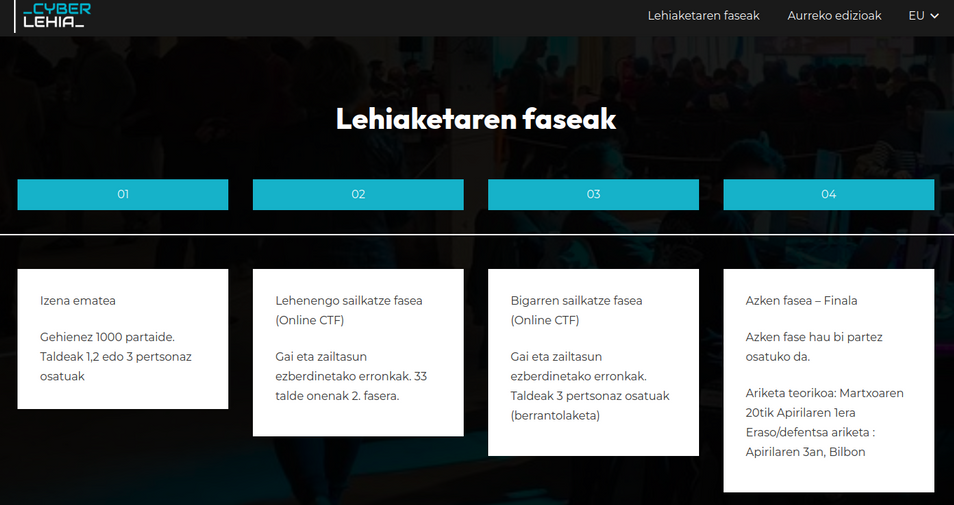 _CYBER
LEHIA_
Lehiaketaren faseak
Aurreko edizioak
EU
Lehiaketaren faseak
01
02
03
04
Izena ematea
Gehienez 1000 partaide.
Taldeak 1,2 edo 3 pertsonaz
osatuak
Lehenengo sailkatze fasea
(Online CTF)
Gai eta zailtasun
ezberdinetako erronkak. 33
talde onenak 2. fasera.
Bigarren sailkatze fasea
(Online CTF)
Gai eta zailtasun
ezberdinetako erronkak.
Taldeak 3 pertsonaz osatuak
(berrantolaketa)
Azken fasea – Finala
Azken fase hau bi partez
osatuko da.
Ariketa teorikoa: Martxoaren
20tik Apirilaren 1era
Eraso/defentsa ariketa :
Apirilaren 3an, Bilbon